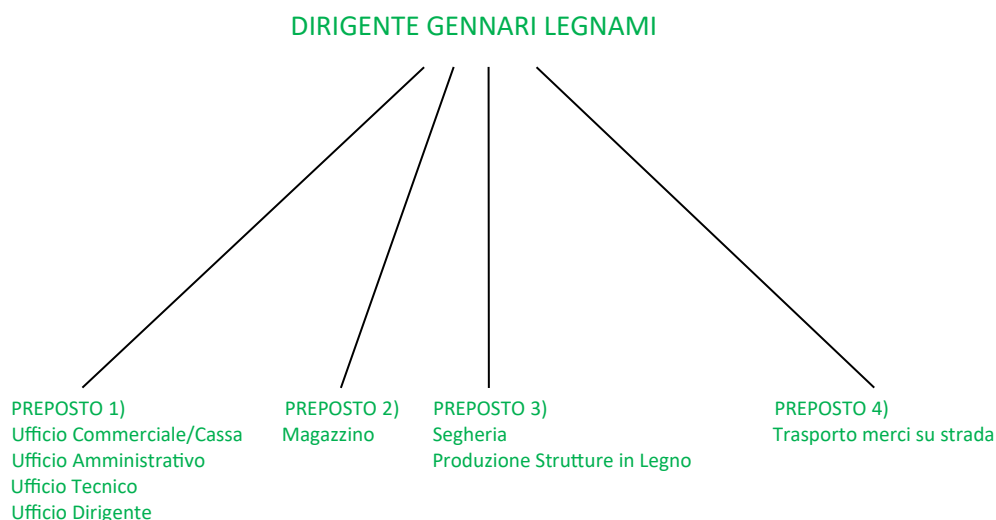 DIRIGENTE GENNARI LEGNAMI
PREPOSTO 1)
Ufficio Commerciale/Cassa
Ufficio Amministrativo
Ufficio Tecnico
Ufficio Dirigente
PREPOSTO 2)
Magazzino
PREPOSTO 3)
Segheria
Produzione Strutture in Legno
PREPOSTO 4)
Trasporto merci su strada